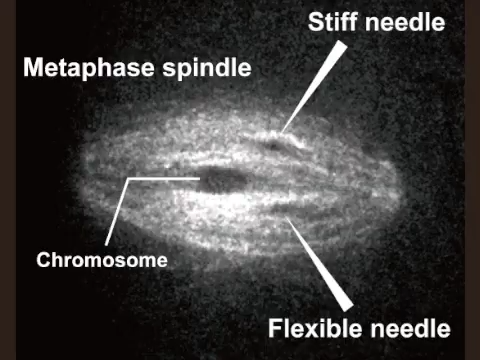 Stiff needle
Metaphase spindle
Chromosome
Flexible needle